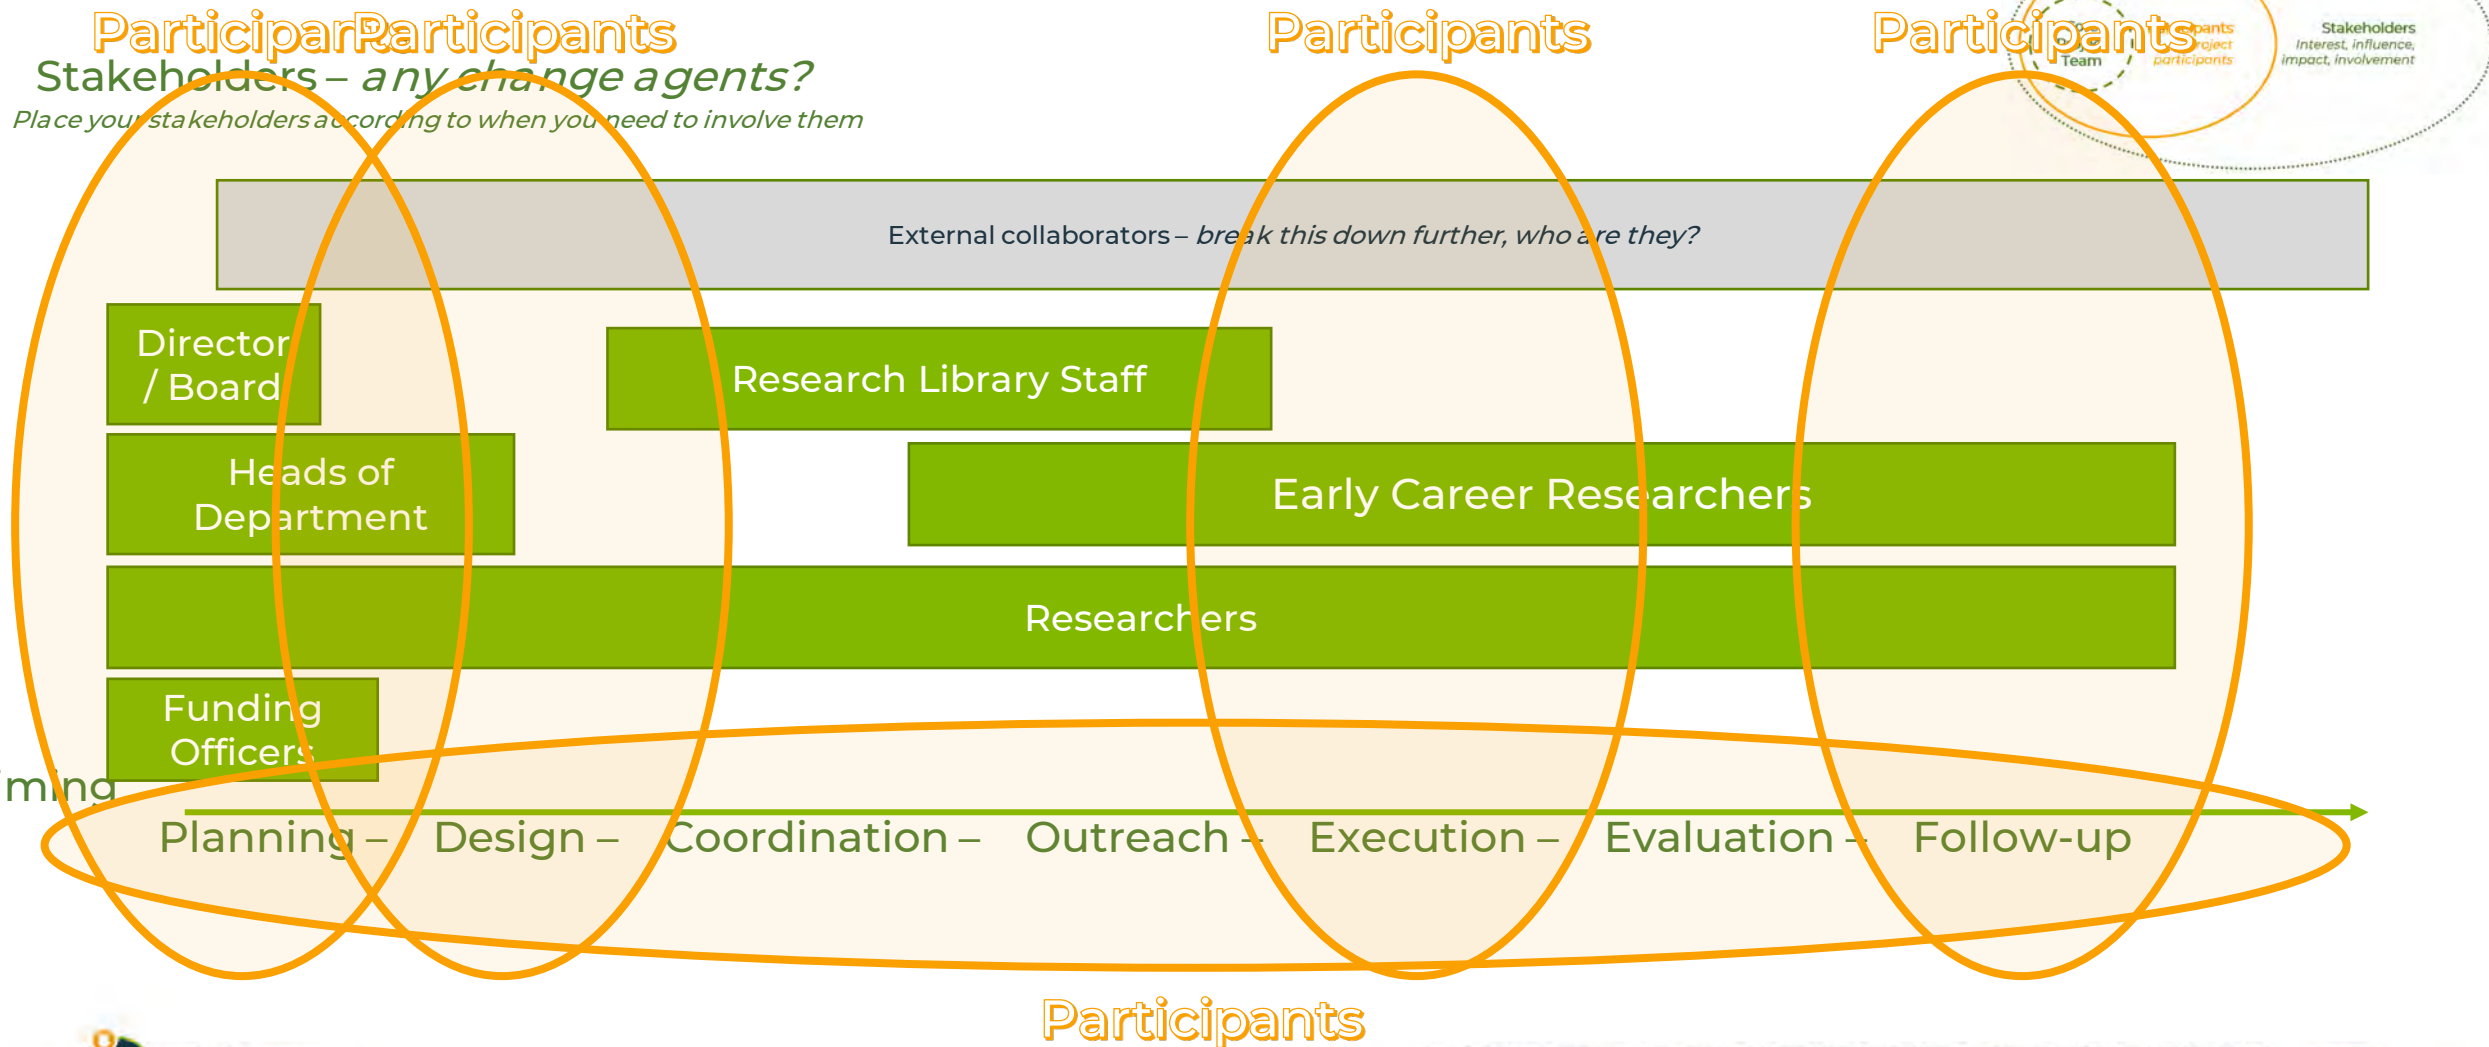 Participants
Participants
Participants
Participants
Stakeholders – any change agents?
Place your stakeholders according to when you need to involve them
Team
participants
Stakeholders
Interest, influence,
impact, involvement
External collaborators – break this down further, who are they?
Director
/ Board
Research Library Staff
Heads of
Department
Early Career Researchers
Researchers
Funding
Officers
Planning – Design – Coordination – Outreach – Execution – Evaluation – Follow-up
Participants